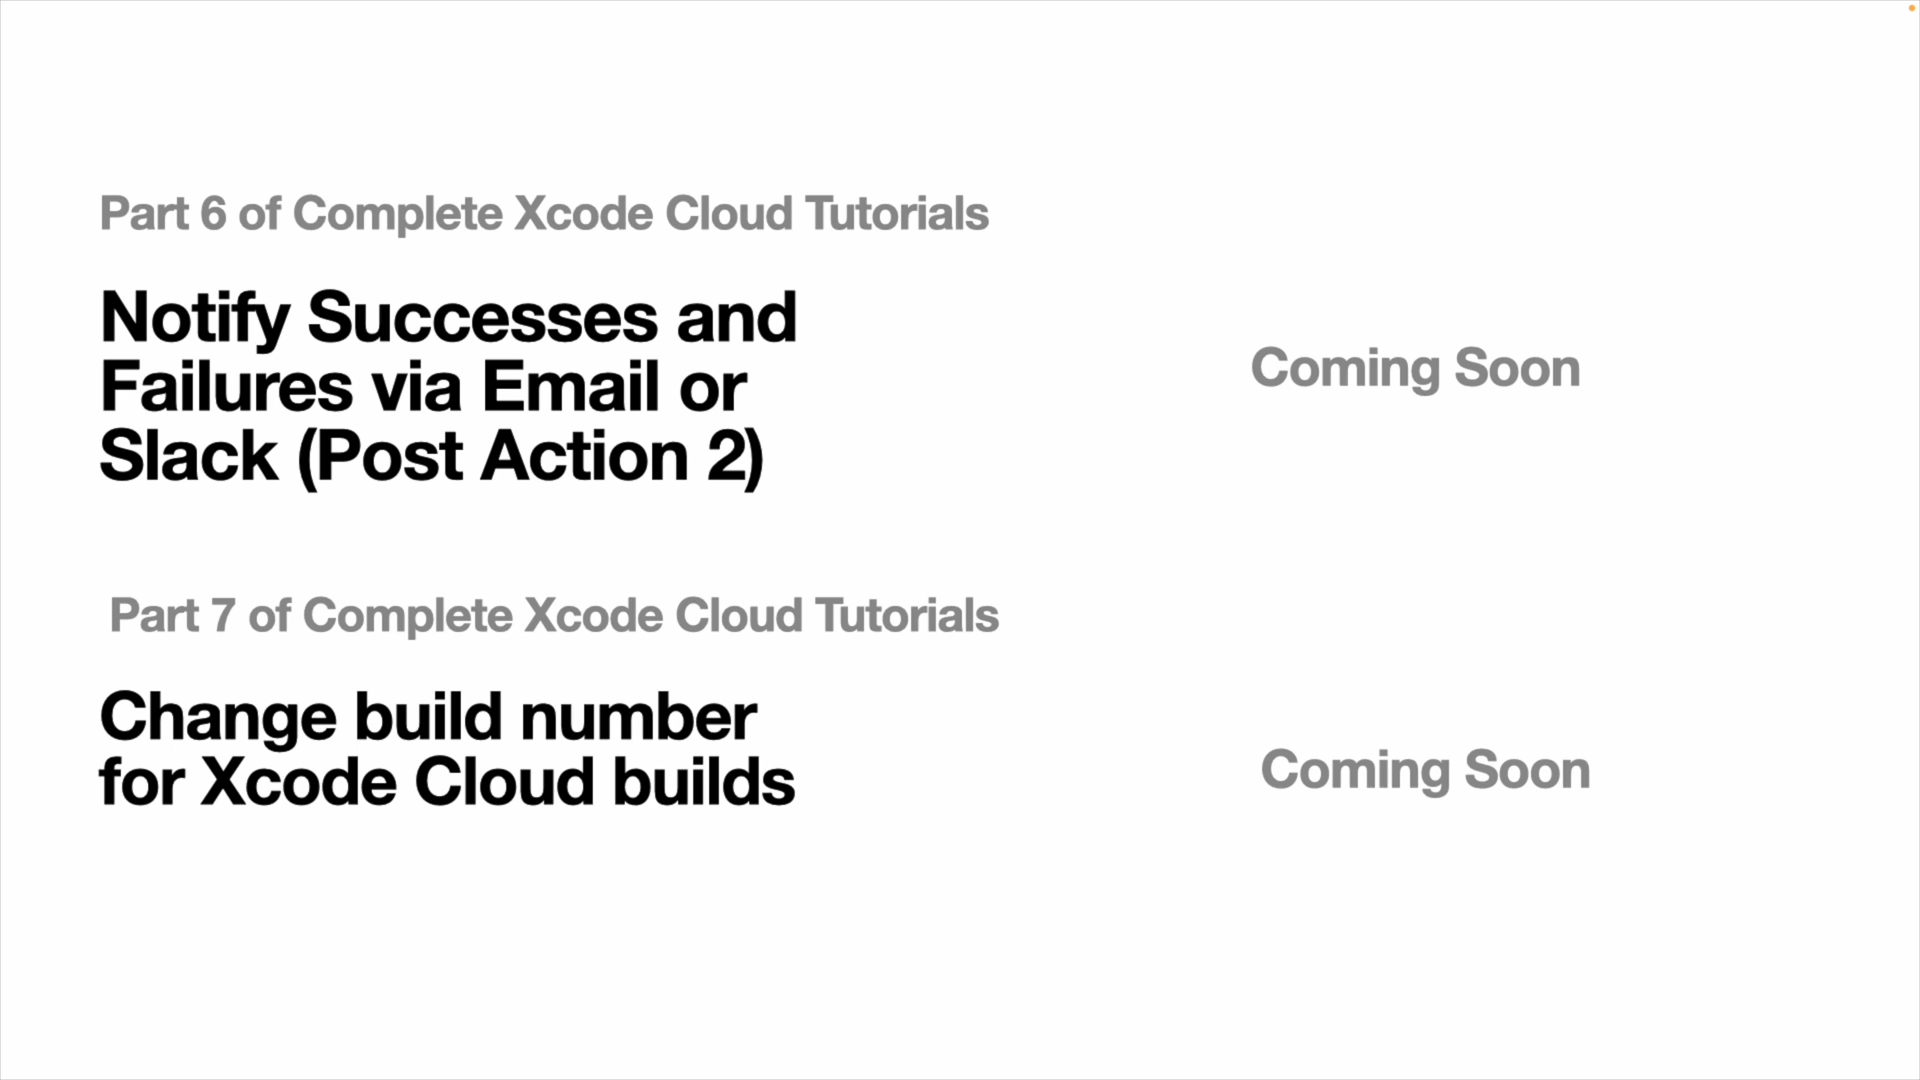 Part 6 of Complete Xcode Cloud Tutorials
Notify Successes and
Failures via Email or
Slack (Post Action 2)
Coming Soon
Part 7 of Complete Xcode Cloud Tutorials
Change build number
for Xcode Cloud builds
Coming Soon